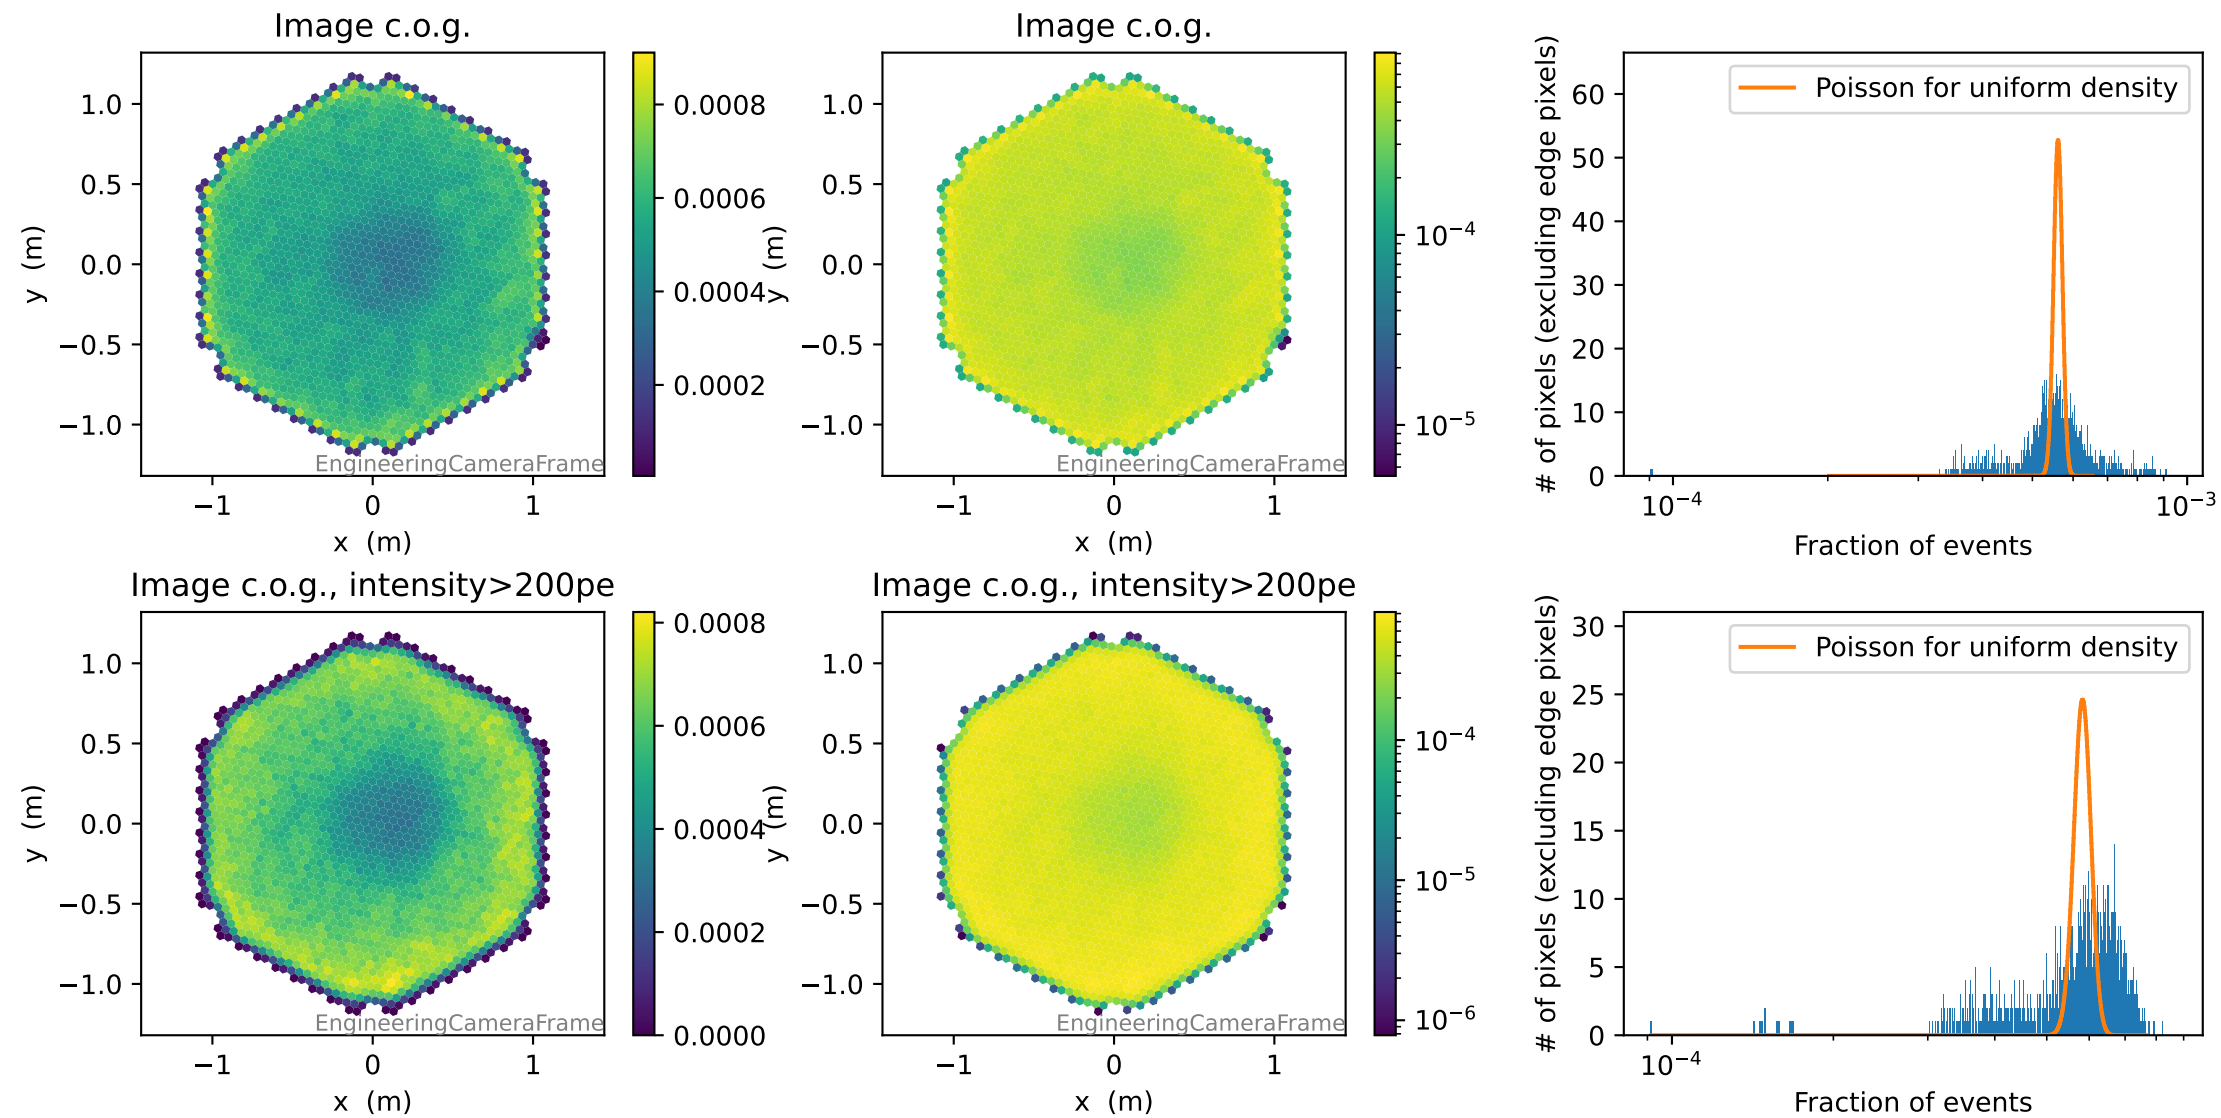 Image c.o.g.
1.0
0.5
0.0
−0.5
−1.0
y (m)
−1
0
1
x (m)
EngineeringCameraFrame
0.0008
0.0006
0.0004
0.0002
Image c.o.g.
1.0
0.5
0.0
−0.5
−1.0
y (m)
−1
0
1
x (m)
EngineeringCameraFrame
10⁻⁴
10⁻⁵
# of pixels (excluding edge pixels)
60
50
40
30
20
10
0
Poisson for uniform density
10⁻⁴
10⁻³
Fraction of events
Image c.o.g., intensity>200pe
1.0
0.5
0.0
−0.5
−1.0
y (m)
−1
0
1
x (m)
EngineeringCameraFrame
0.0008
0.0006
0.0004
0.0002
0.0000
Image c.o.g., intensity>200pe
1.0
0.5
0.0
−0.5
−1.0
y (m)
−1
0
1
x (m)
EngineeringCameraFrame
10⁻⁴
10⁻⁵
10⁻⁶
# of pixels (excluding edge pixels)
30
25
20
15
10
5
0
Poisson for uniform density
10⁻⁴
Fraction of events